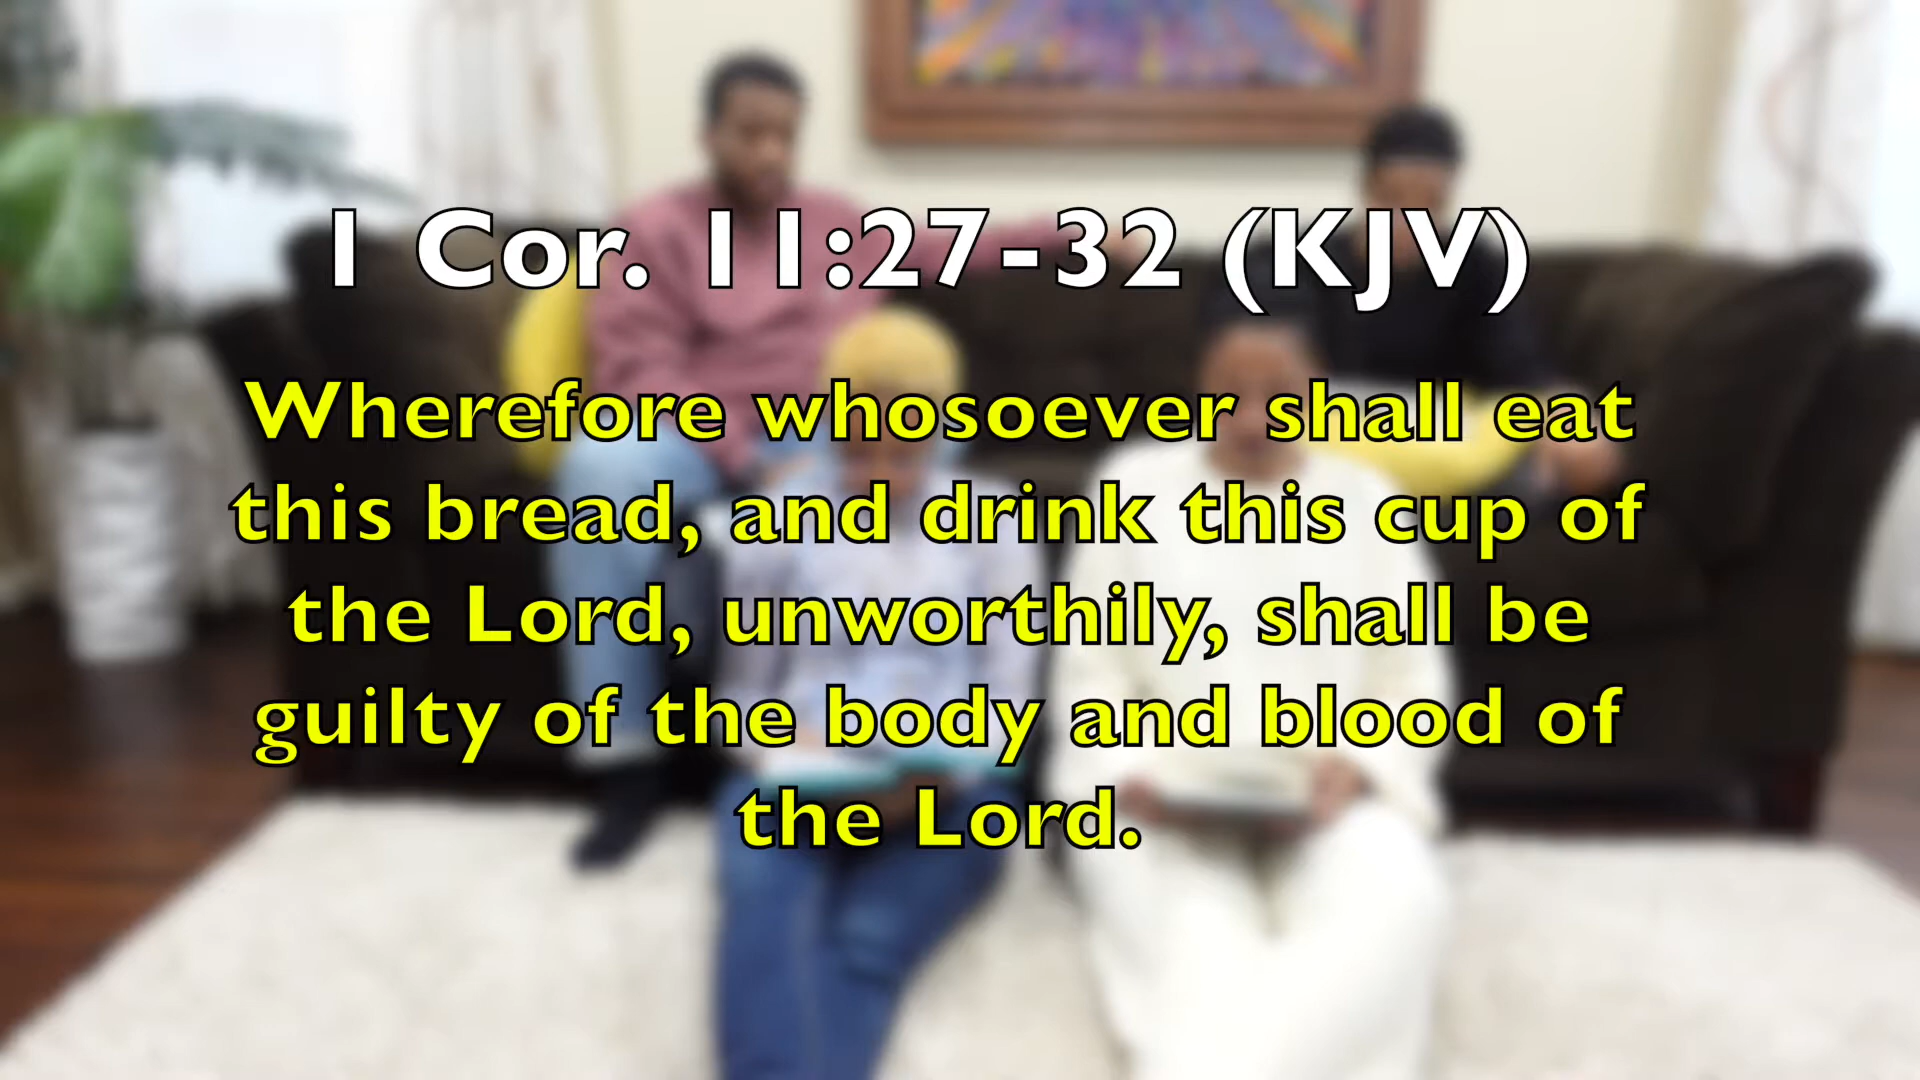 1 Cor. 11:27-32 (KJV)
Wherefore whosoever shall eat
this bread, and drink this cup of
the Lord, unworthily, shall be
guilty of the body and blood of
the Lord.